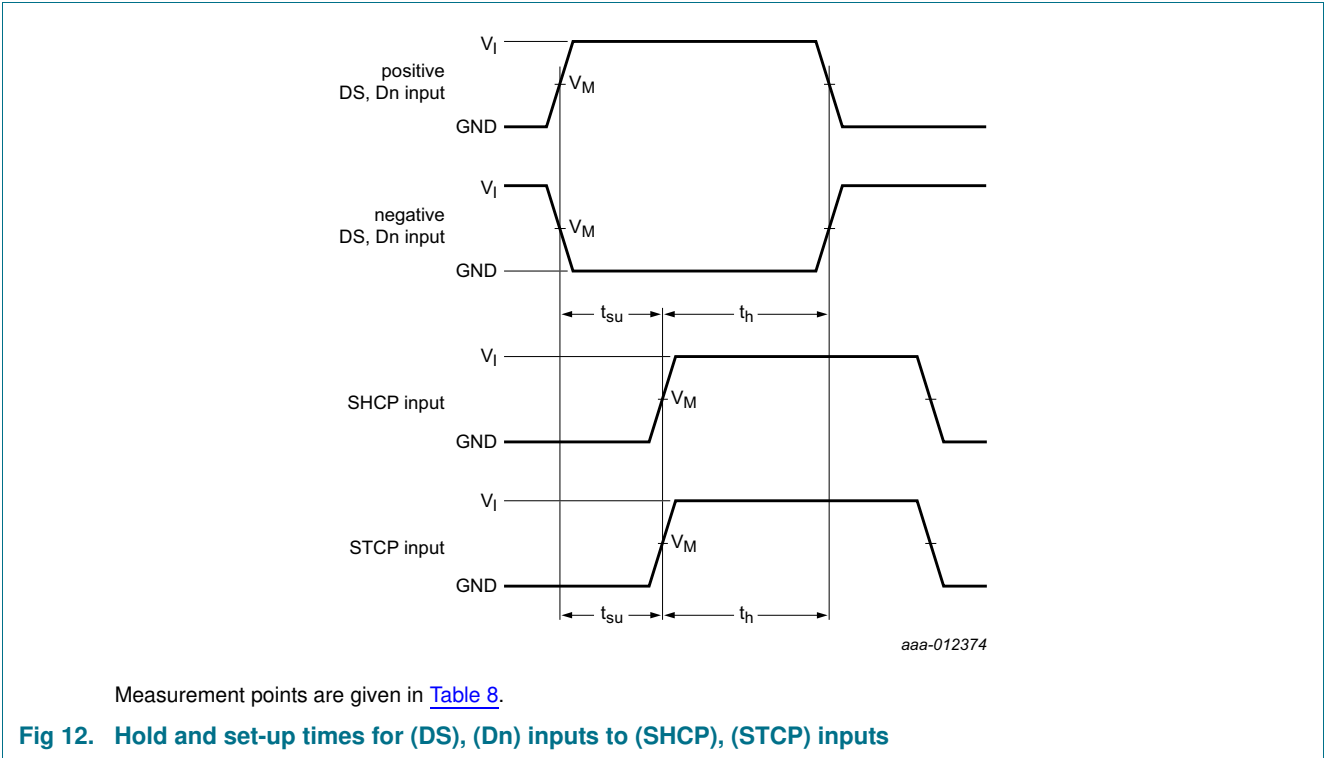 VI
positive
DS, Dn input
VM
GND
VI
negative
DS, Dn input
VM
GND
tsu th
VI
SHCP input
VM
GND
VI
STCP input
VM
GND
tsu th
aaa-012374
Measurement points are given in Table 8.
Fig 12. Hold and set-up times for (DS), (Dn) inputs to (SHCP), (STCP) inputs